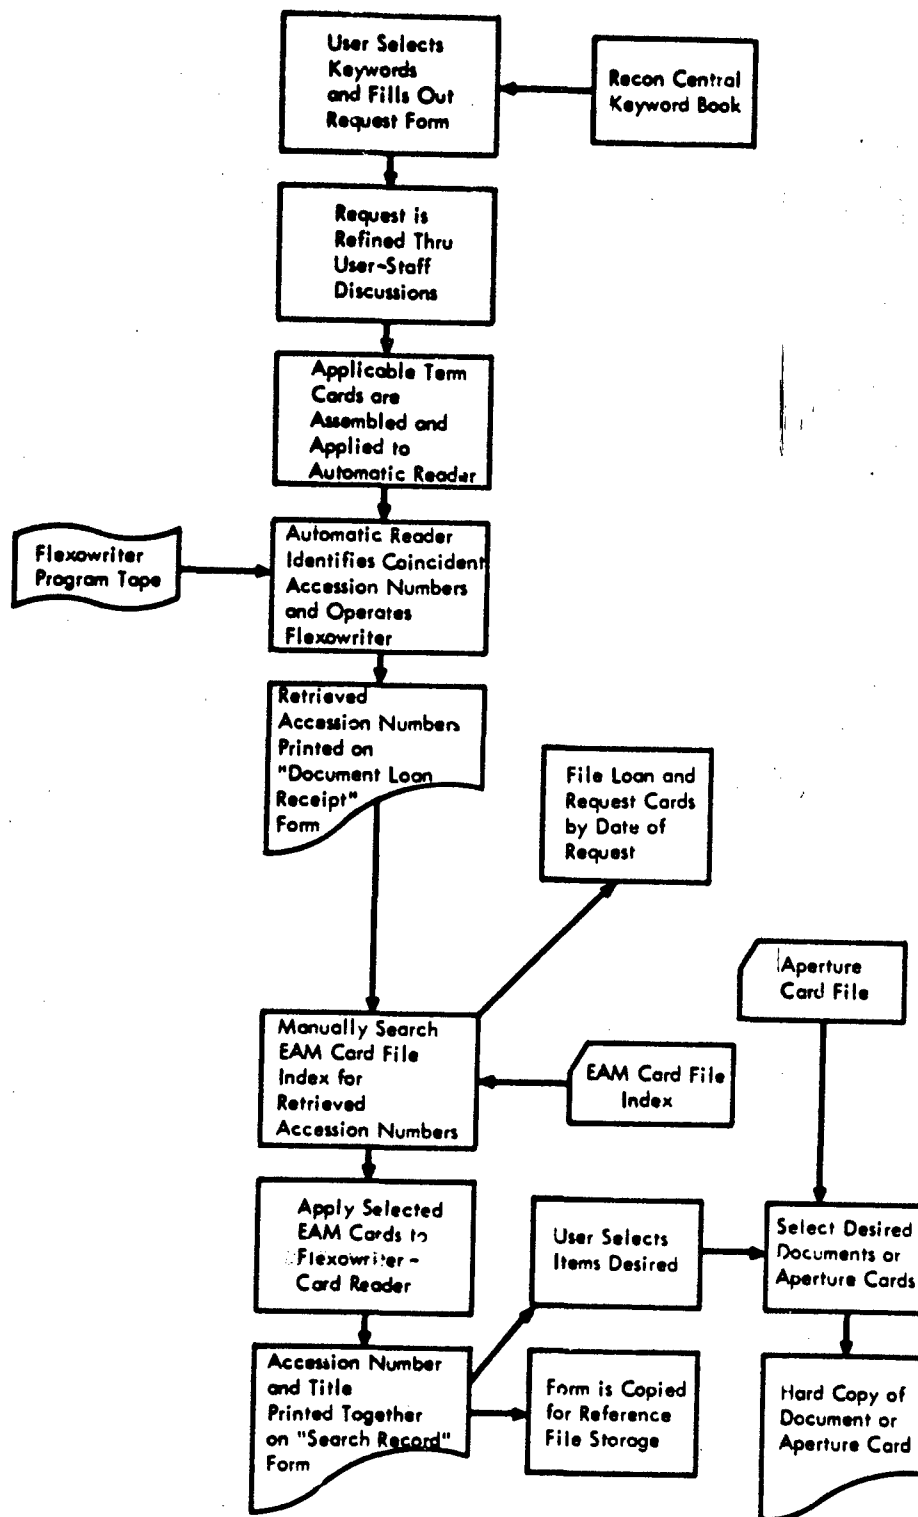 User Selects
Keywords
and Fills Out
Request Form
Recon Central
Keyword Book
Request is
Refined Thru
User-Staff
Discussions
Applicable Term
Cards are
Assembled and
Applied to
Automatic Reader
Flexowriter
Program Tape
Automatic Reader
Identifies Coincident
Accession Numbers
and Operates
Flexowriter
Retrieved
Accession Numbers
Printed on
"Document Loan
Receipt"
Form
File Loan and
Request Cards
by Date of
Request
Aperture
Card File
Manually Search
EAM Card File
Index for
Retrieved
Accession Numbers
EAM Card File
Index
Apply Selected
EAM Cards to
Flexowriter-
Card Reader
User Selects
Items Desired
Select Desired
Documents or
Aperture Cards
Accession Number
and Title
Printed Together
on "Search Record"
Form
Form is Copied
for Reference
File Storage
Hard Copy of
Document or
Aperture Card